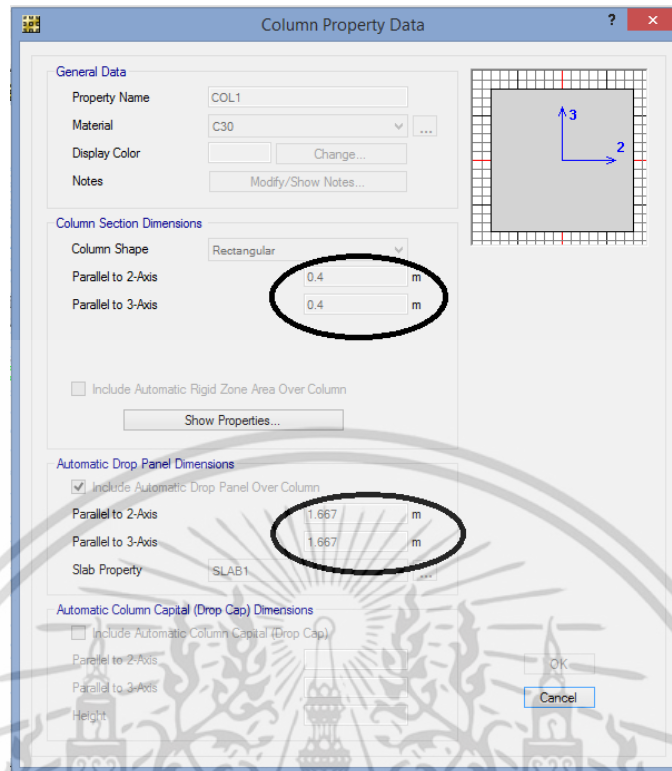 Column Property Data
? ×
General Data
Property Name COL1
Material C30 ...
Display Color Change...
Notes Modify/Show Notes...
3
2
Column Section Dimensions
Column Shape Rectangular
Parallel to 2-Axis 0.4 m
Parallel to 3-Axis 0.4 m
Include Automatic Rigid Zone Area Over Column
Show Properties...
Automatic Drop Panel Dimensions
Include Automatic Drop Panel Over Column
Parallel to 2-Axis 1.667 m
Parallel to 3-Axis 1.667 m
Slab Property SLAB1 ...
Automatic Column Capital (Drop Cap) Dimensions
Include Automatic Column Capital (Drop Cap)
Parallel to 2-Axis
Parallel to 3-Axis
Height
OK
Cancel